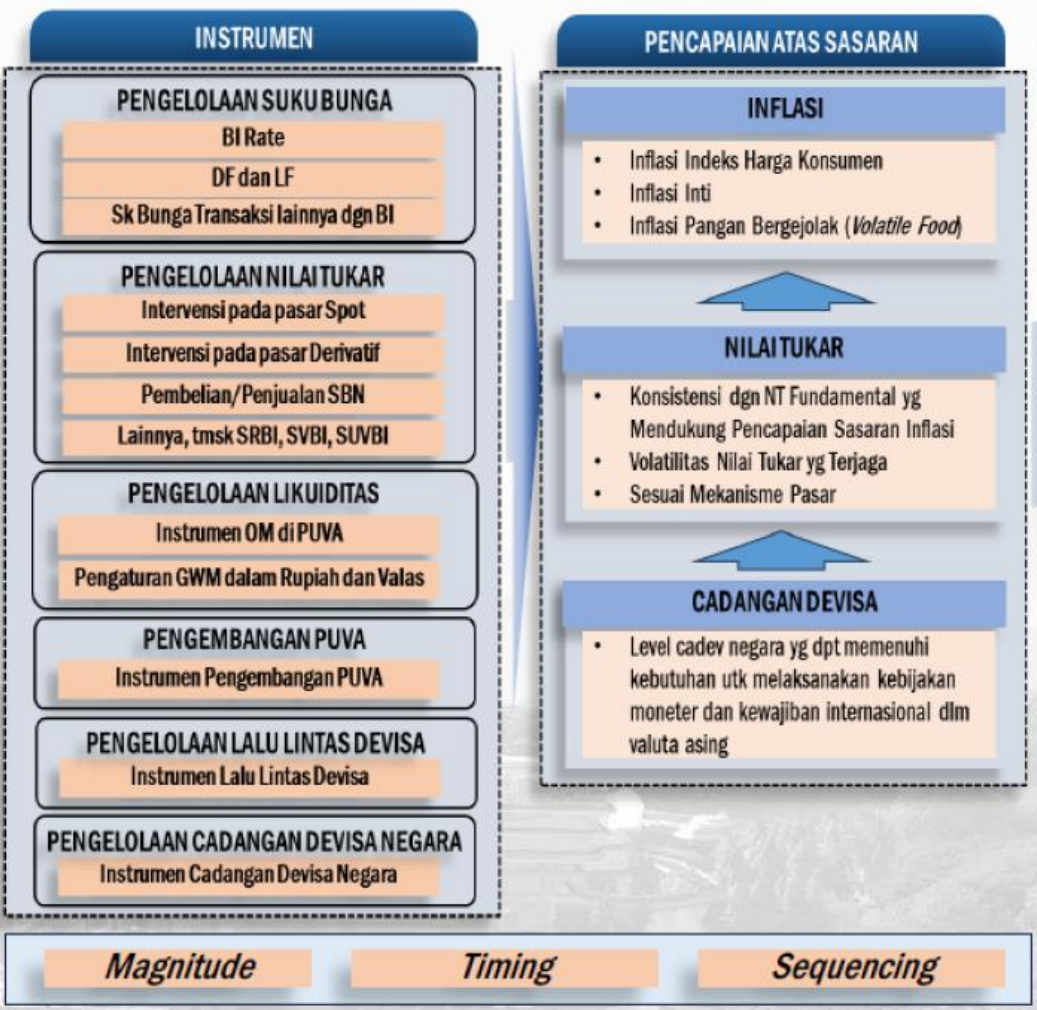 INSTRUMEN
PENGELOLAAN SUKU BUNGA
BI Rate
DF dan LF
Sk Bunga Transaksi lainnya dgn BI
PENGELOLAAN NILAI TUKAR
Intervensi pada pasar Spot
Intervensi pada pasar Derivatif
Pembelian/Penjualan SBN
Lainnya, tmsk SRBI, SVBI, SUVBI
PENGELOLAAN LIKUIDITAS
Instrumen OM di PUVA
Pengaturan GWM dalam Rupiah dan Valas
PENGEMBANGAN PUVA
Instrumen Pengembangan PUVA
PENGELOLAAN LALU LINTAS DEVISA
Instrumen Lalu Lintas Devisa
PENGELOLAAN CADANGAN DEVISA NEGARA
Instrumen Cadangan Devisa Negara
PENCAPAIAN ATAS SASARAN
INFLASI
• Inflasi Indeks Harga Konsumen
• Inflasi Inti
• Inflasi Pangan Bergejolak (Volatile Food)
NILAI TUKAR
• Konsistensi dgn NT Fundamental yg
Mendukung Pencapaian Sasaran Inflasi
• Volatilitas Nilai Tukar yg Terjaga
• Sesuai Mekanisme Pasar
CADANGAN DEVISA
• Level cadev negara yg dpt memenuhi
kebutuhan utk melaksanakan kebijakan
moneter dan kewajiban internasional dlm
valuta asing
Magnitude
Timing
Sequencing